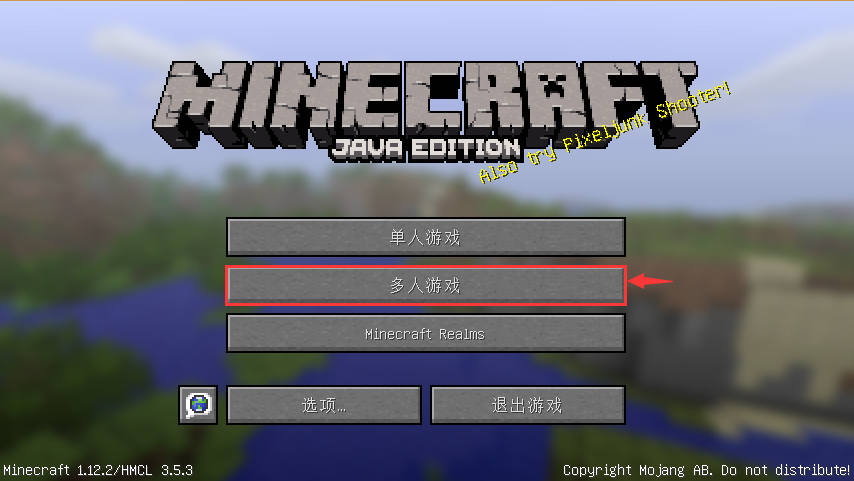 MINECRAFT
JAVA EDITION
Also try Pixeljunk Shooter!
单人游戏
多人游戏
Minecraft Realms
选项...
退出游戏
Minecraft 1.12.2/HMCL 3.5.3
Copyright Mojang AB. Do not distribute!